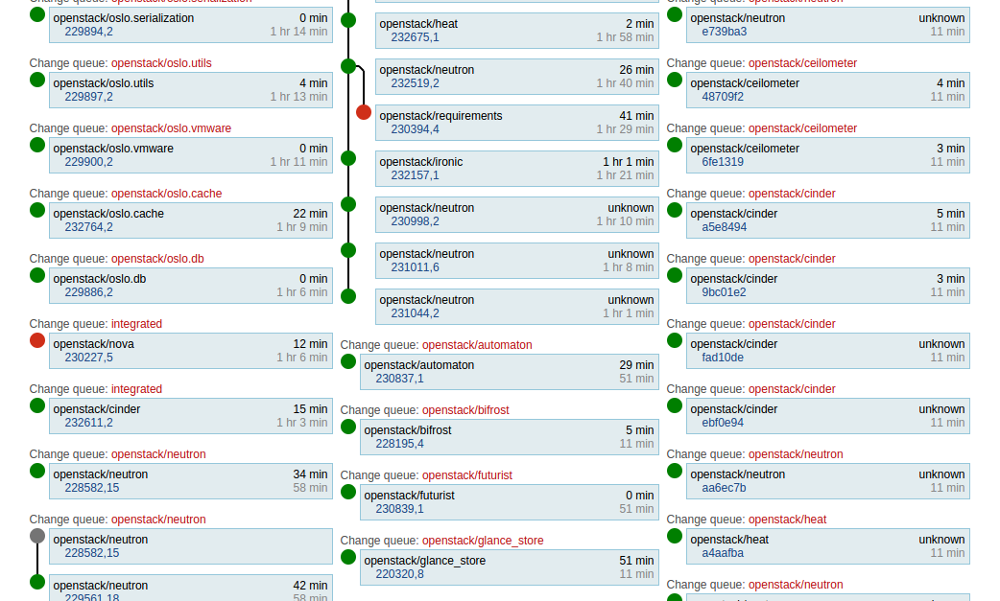 Change queue: openstack/oslo.serialization
openstack/oslo.serialization 0 min
229894,2 1 hr 14 min
Change queue: openstack/oslo.utils
openstack/oslo.utils 4 min
229897,2 1 hr 13 min
Change queue: openstack/oslo.vmware
openstack/oslo.vmware 0 min
229900,2 1 hr 11 min
Change queue: openstack/oslo.cache
openstack/oslo.cache 22 min
232764,2 1 hr 9 min
Change queue: openstack/oslo.db
openstack/oslo.db 0 min
229886,2 1 hr 6 min
Change queue: integrated
openstack/nova 12 min
230227,5 1 hr 6 min
Change queue: integrated
openstack/cinder 15 min
232611,2 1 hr 3 min
Change queue: openstack/neutron
openstack/neutron 34 min
228582,15 58 min
Change queue: openstack/neutron
openstack/neutron
228582,15
openstack/neutron 42 min
229561,18 58 min
openstack/heat 2 min
232675,1 1 hr 58 min
openstack/neutron 26 min
232519,2 1 hr 40 min
openstack/requirements 41 min
230394,4 1 hr 29 min
openstack/ironic 1 hr 1 min
232157,1 1 hr 21 min
openstack/neutron unknown
230998,2 1 hr 10 min
openstack/neutron unknown
231011,6 1 hr 8 min
openstack/neutron unknown
231044,2 1 hr 1 min
Change queue: openstack/automaton
openstack/automaton 29 min
230837,1 51 min
Change queue: openstack/bifrost
openstack/bifrost 5 min
228195,4 11 min
Change queue: openstack/futurist
openstack/futurist 0 min
230839,1 51 min
Change queue: openstack/glance_store
openstack/glance_store 51 min
220320,8 11 min
Change queue: openstack/neutron
openstack/neutron unknown
e739ba3 11 min
Change queue: openstack/ceilometer
openstack/ceilometer 4 min
48709f2 11 min
Change queue: openstack/ceilometer
openstack/ceilometer 3 min
6fe1319 11 min
Change queue: openstack/cinder
openstack/cinder 5 min
a5e8494 11 min
Change queue: openstack/cinder
openstack/cinder 3 min
9bc01e2 11 min
Change queue: openstack/cinder
openstack/cinder unknown
fad10de 11 min
Change queue: openstack/cinder
openstack/cinder unknown
ebf0e94 11 min
Change queue: openstack/neutron
openstack/neutron unknown
aa6ec7b 11 min
Change queue: openstack/heat
openstack/heat unknown
a4aafba 11 min
Change queue: openstack/neutron